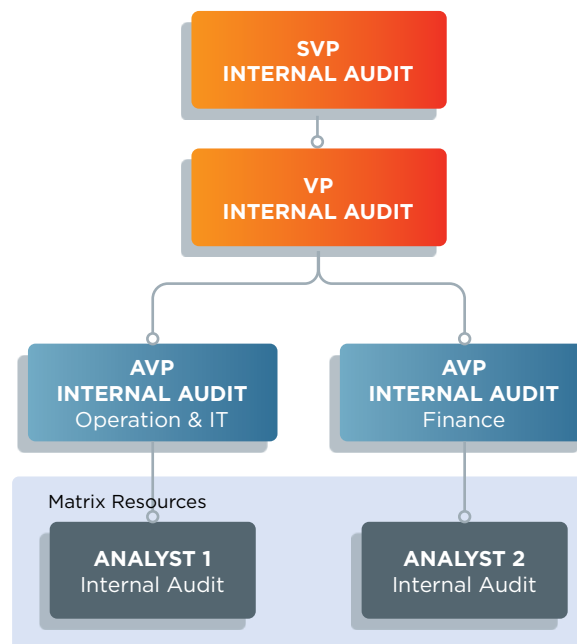 SVP
INTERNAL AUDIT
VP
INTERNAL AUDIT
AVP
INTERNAL AUDIT
Operation & IT
AVP
INTERNAL AUDIT
Finance
Matrix Resources
ANALYST 1
Internal Audit
ANALYST 2
Internal Audit